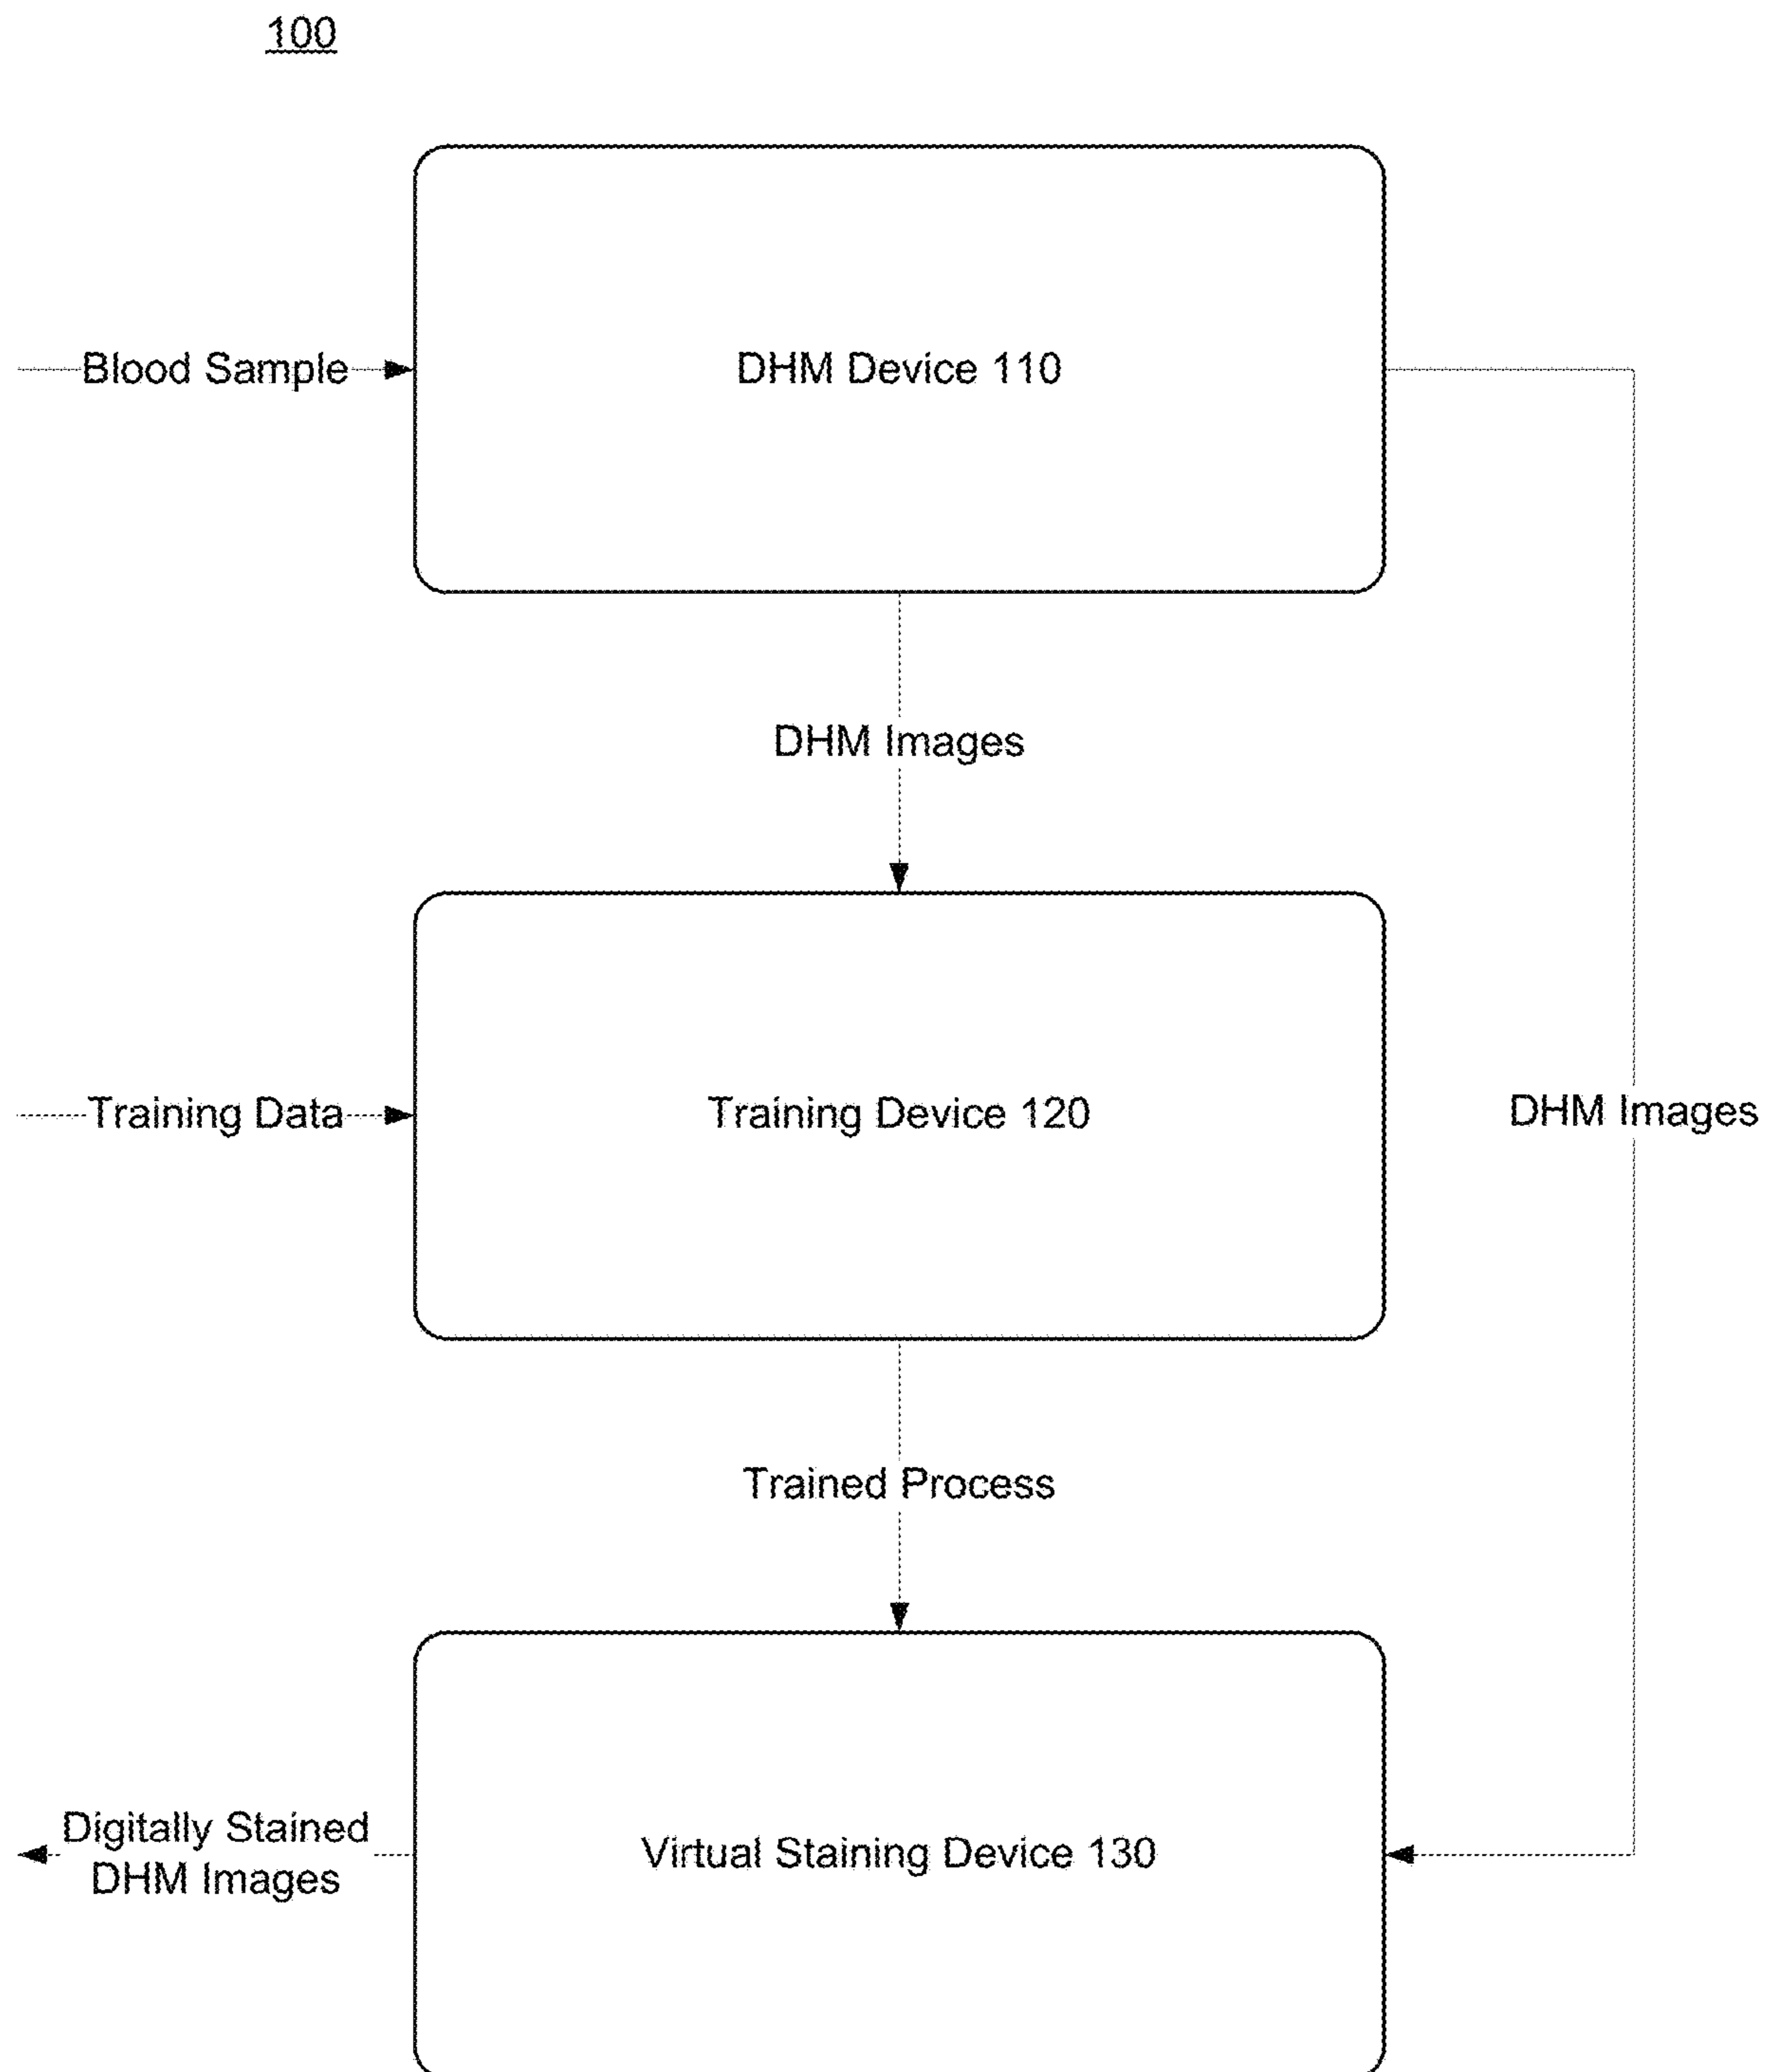 100
Blood Sample
DHM Device 110
DHM Images
Training Data
Training Device 120
DHM Images
Trained Process
Digitally Stained
DHM Images
Virtual Staining Device 130